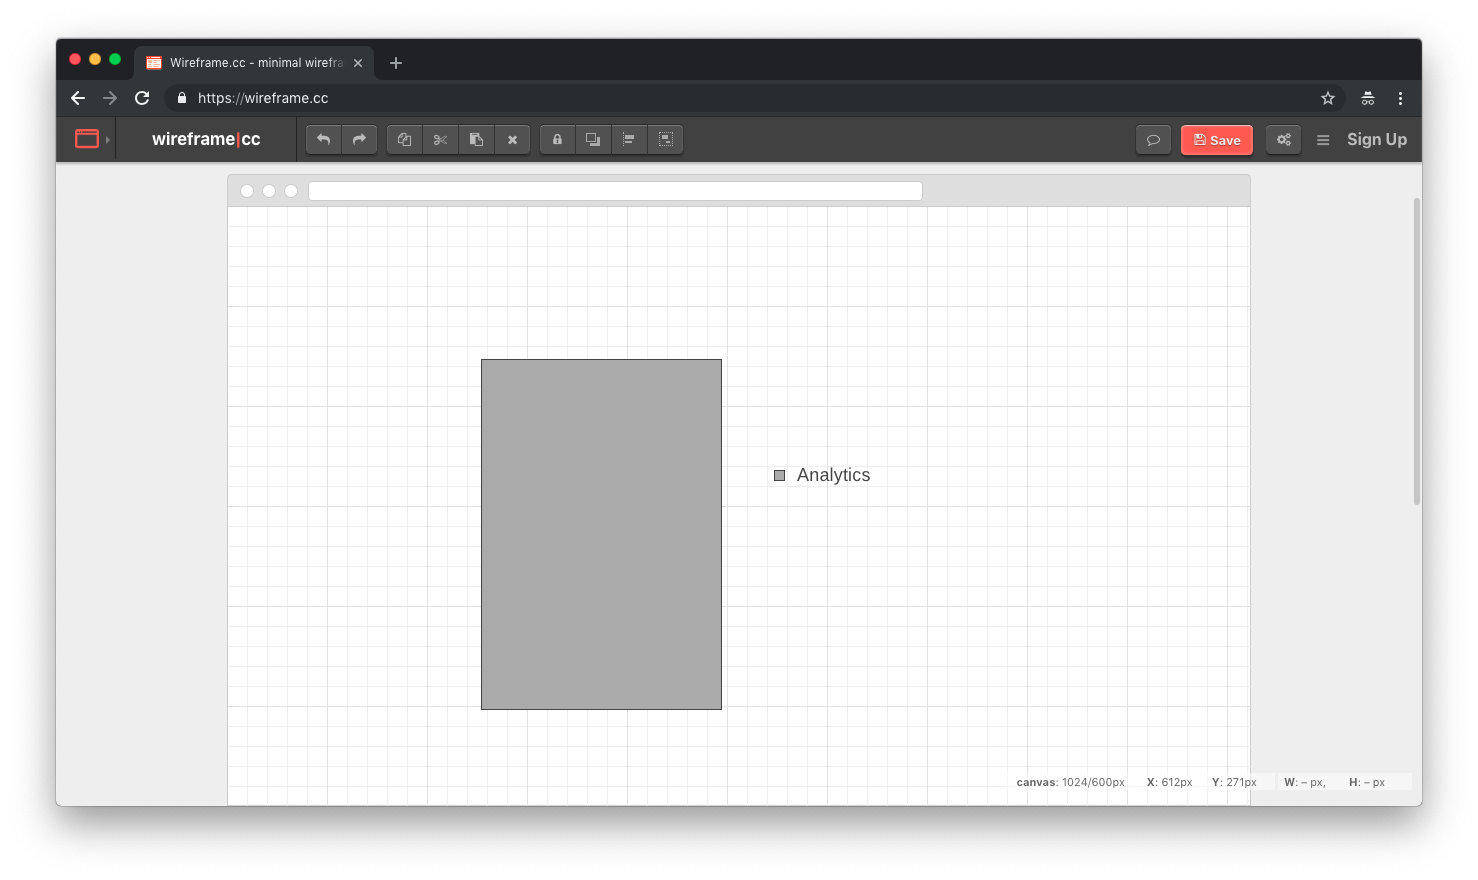 Wireframe.cc - minimal wirefra
https://wireframe.cc
wireframe|cc
Save
Sign Up
Analytics
canvas: 1024/600px X: 612px Y: 271px W: – px, H: – px